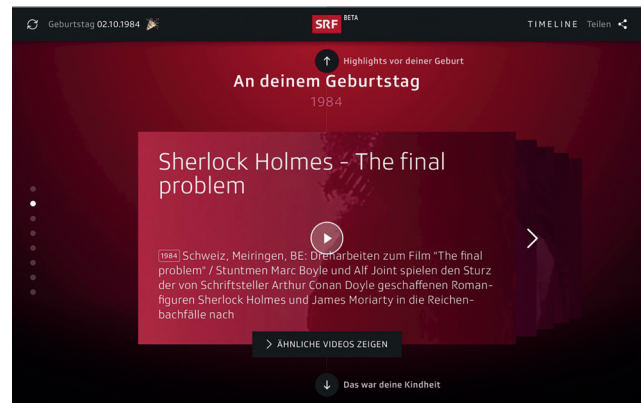 Geburtstag 02.10.1984
SRF BETA
TIMELINE Teilen
Highlights vor deiner Geburt
An deinem Geburtstag
1984
Sherlock Holmes - The final
problem
1984 Schweiz, Meiringen, BE: Dreharbeiten zum Film "The final
problem" / Stuntmen Marc Boyle und Alf Joint spielen den Sturz
der von Schriftsteller Arthur Conan Doyle geschaffenen Roman-
figuren Sherlock Holmes und James Moriarty in die Reichen-
bachfälle nach
ÄHNLICHE VIDEOS ZEIGEN
Das war deine Kindheit